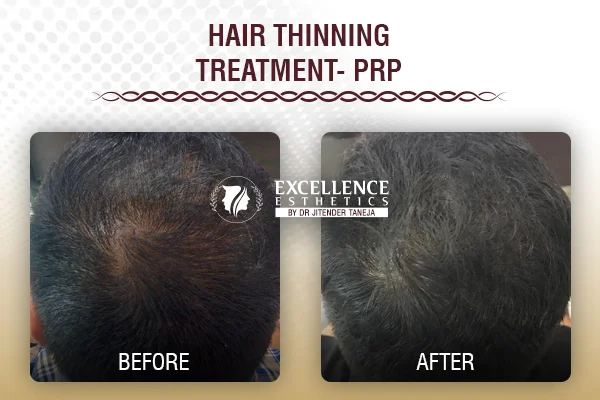 HAIR THINNING
TREATMENT- PRP
EXCELLENCE
ESTHETICS
BY DR JITENDER TANEJA
BEFORE
AFTER